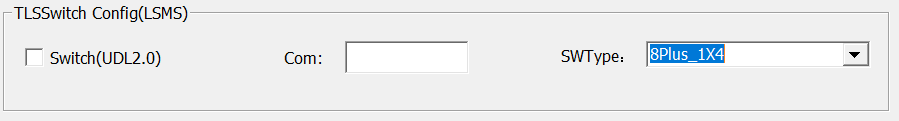 TLSSwitch Config(LSMS)
Switch(UDL2.0) Com: SWType： 8Plus_1X4